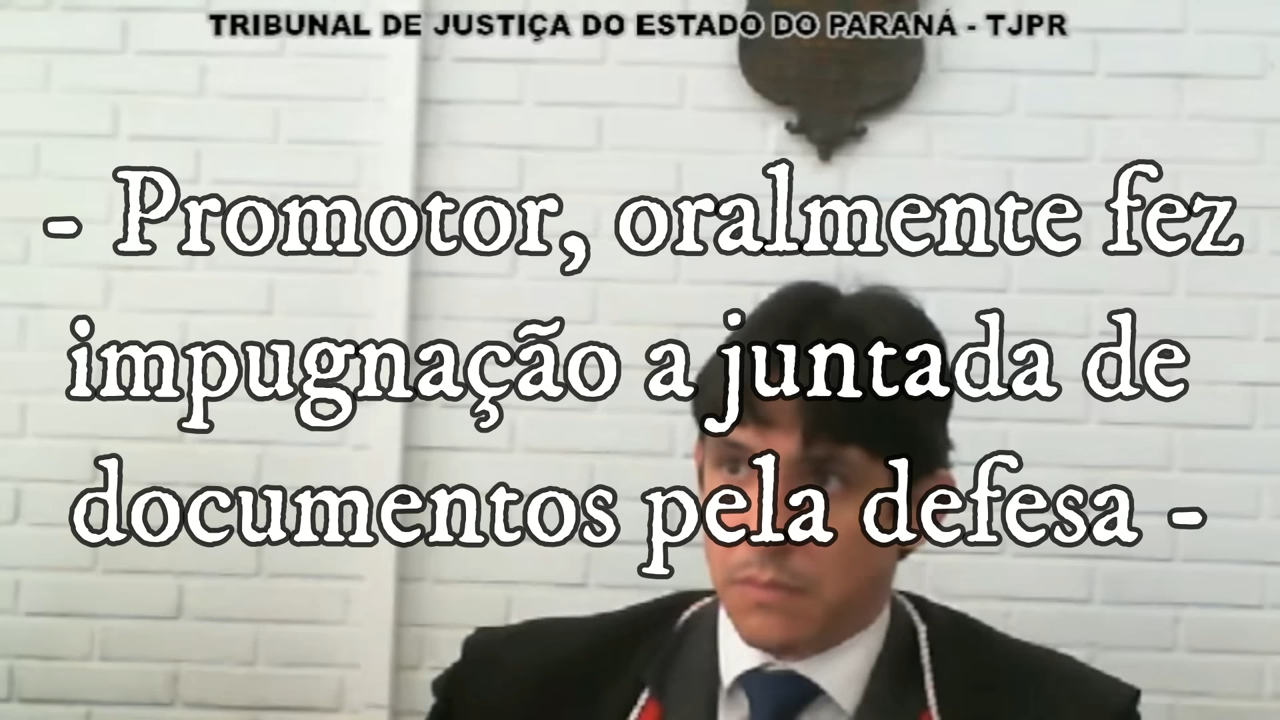 TRIBUNAL DE JUSTIÇA DO ESTADO DO PARANÁ - TJPR
- Promotor, oralmente fez
impugnação a juntada de
documentos pela defesa -